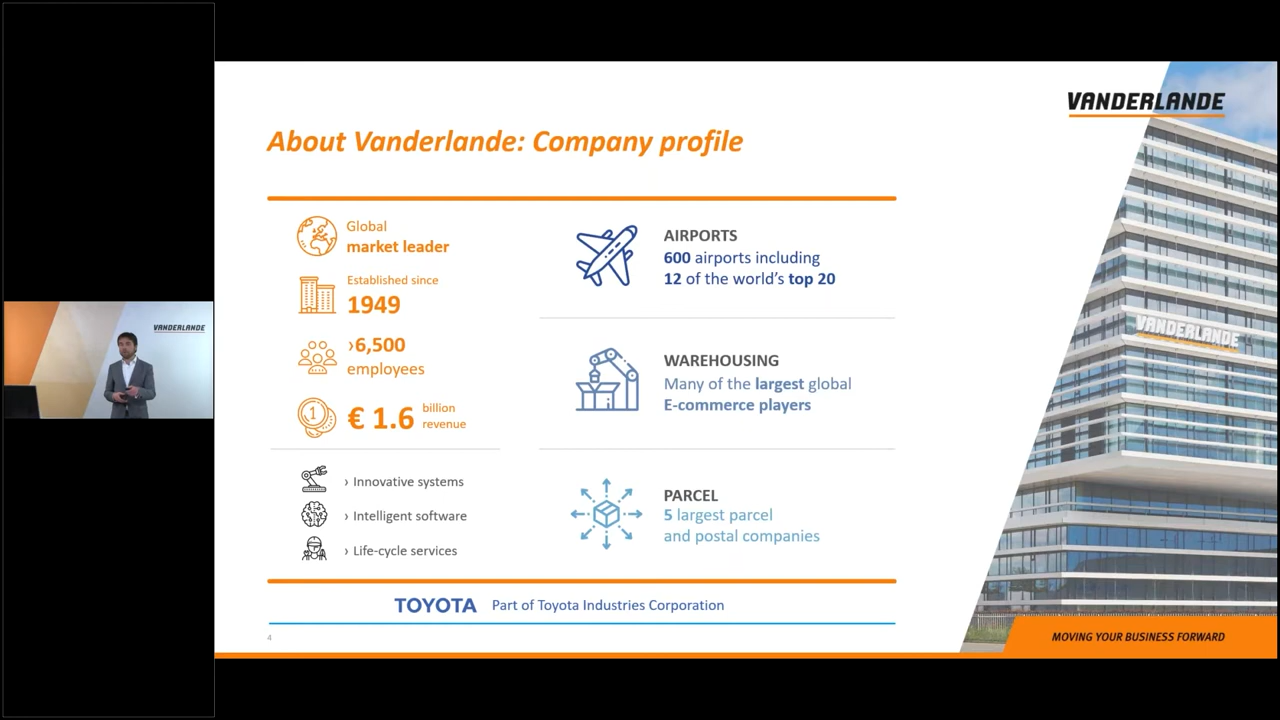 VANDERLANDE
About Vanderlande: Company profile
Global
market leader
Established since
1949
›6,500
employees
1
€ 1.6 billion
revenue
› Innovative systems
› Intelligent software
› Life-cycle services
AIRPORTS
600 airports including
12 of the world's top 20
WAREHOUSING
Many of the largest global
E-commerce players
PARCEL
5 largest parcel
and postal companies
TOYOTA Part of Toyota Industries Corporation
4
VANDERLANDE
VANDERLANDE
MOVING YOUR BUSINESS FORWARD